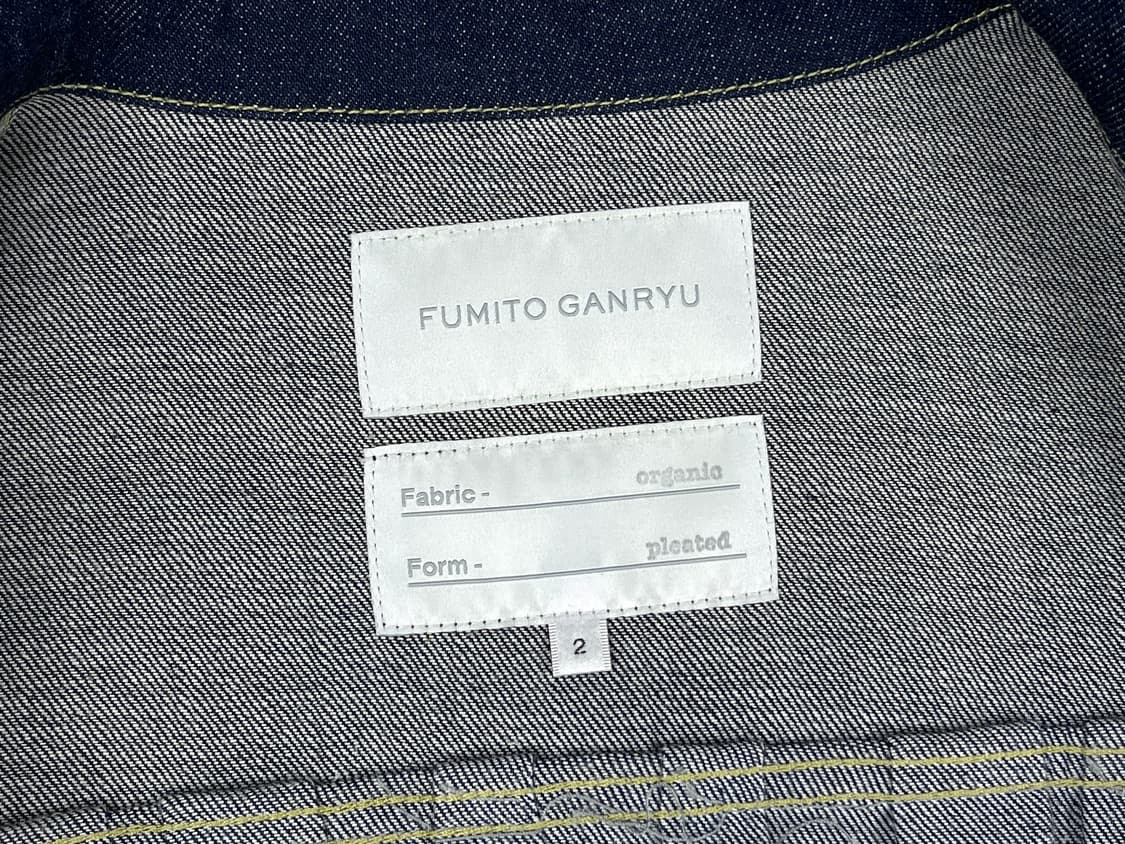 FUMITO GANRYU
Fabric - organic
Form - pleated
2